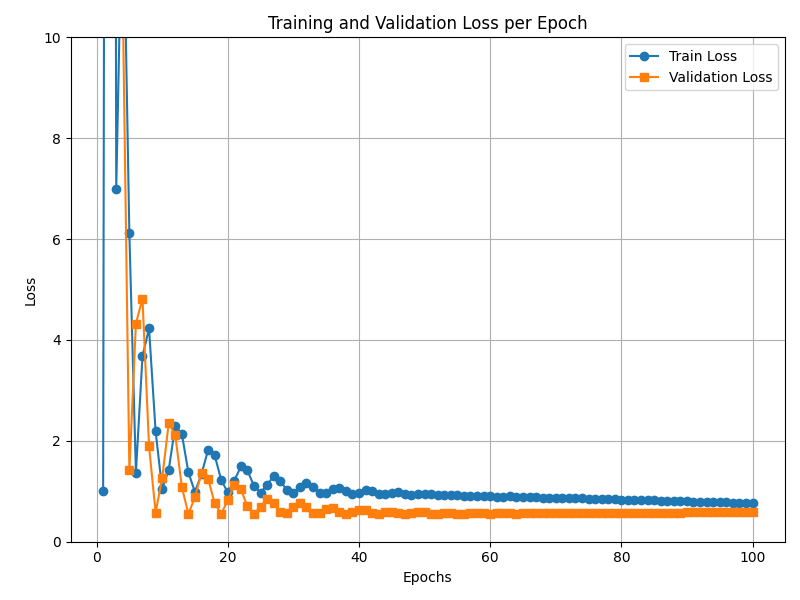 Training and Validation Loss per Epoch
Train Loss
Validation Loss
10
8
6
4
2
0
Loss
0 20 40 60 80 100
Epochs